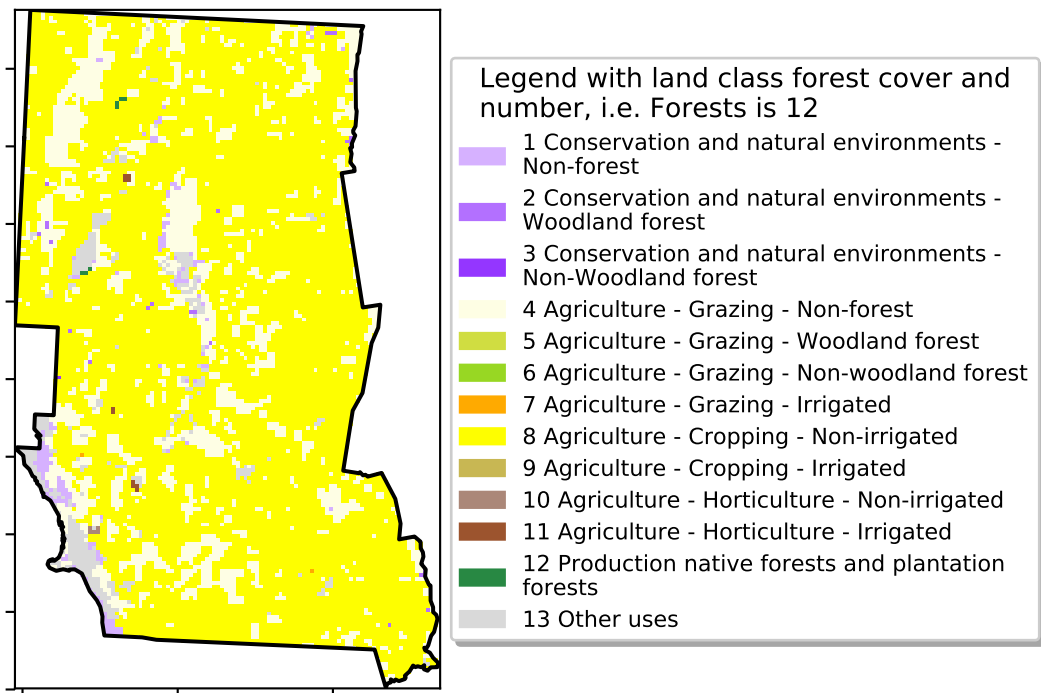 Legend with land class forest cover and
number, i.e. Forests is 12
1 Conservation and natural environments -
Non-forest
2 Conservation and natural environments -
Woodland forest
3 Conservation and natural environments -
Non-Woodland forest
4 Agriculture - Grazing - Non-forest
5 Agriculture - Grazing - Woodland forest
6 Agriculture - Grazing - Non-woodland forest
7 Agriculture - Grazing - Irrigated
8 Agriculture - Cropping - Non-irrigated
9 Agriculture - Cropping - Irrigated
10 Agriculture - Horticulture - Non-irrigated
11 Agriculture - Horticulture - Irrigated
12 Production native forests and plantation
forests
13 Other uses